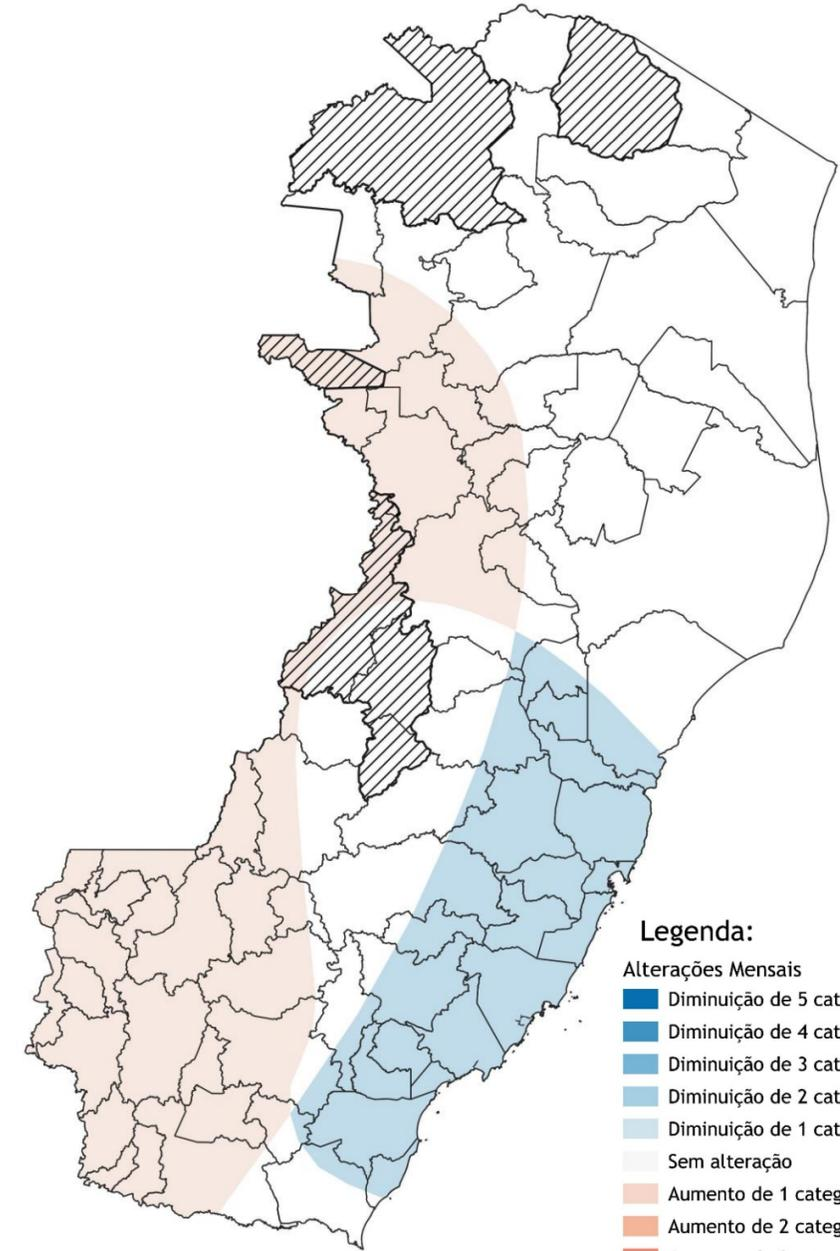 Legenda:
Alterações Mensais
Diminuição de 5 cat
Diminuição de 4 cat
Diminuição de 3 cat
Diminuição de 2 cat
Diminuição de 1 cat
Sem alteração
Aumento de 1 categ
Aumento de 2 categ